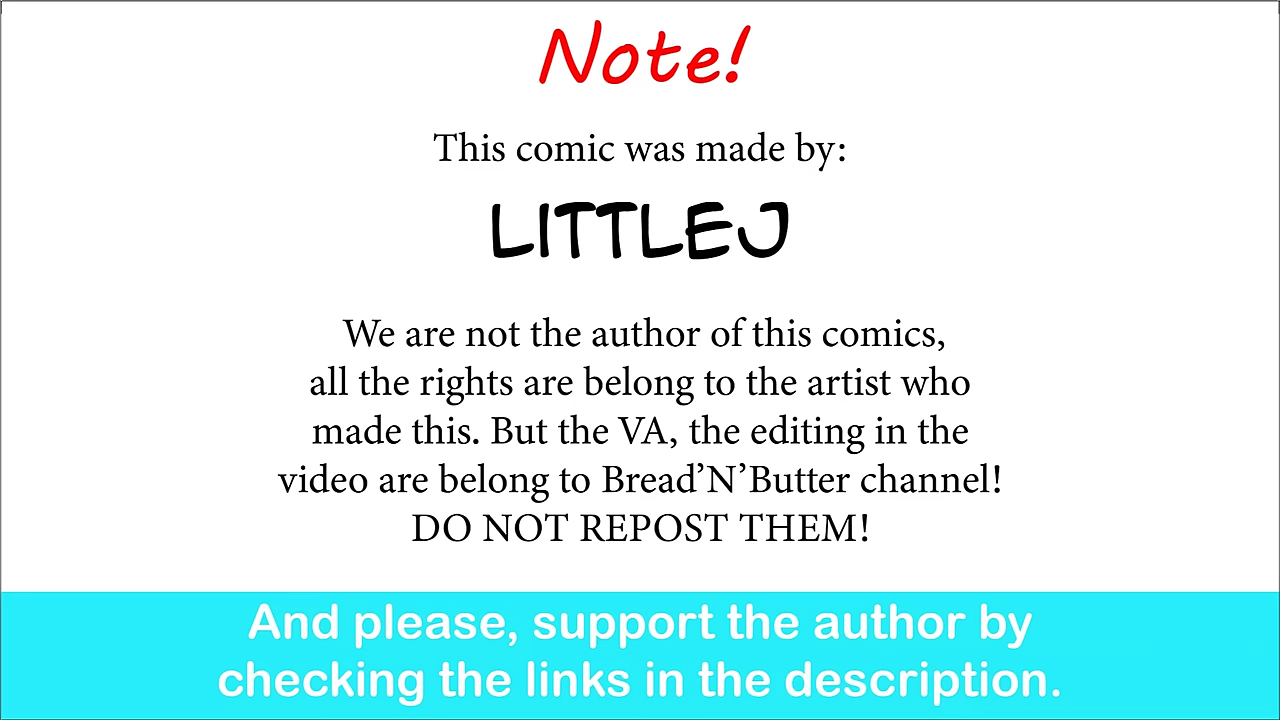 Note!
This comic was made by:
LITTLEJ
We are not the author of this comics,
all the rights are belong to the artist who
made this. But the VA, the editing in the
video are belong to Bread’N’Butter channel!
DO NOT REPOST THEM!
And please, support the author by
checking the links in the description.